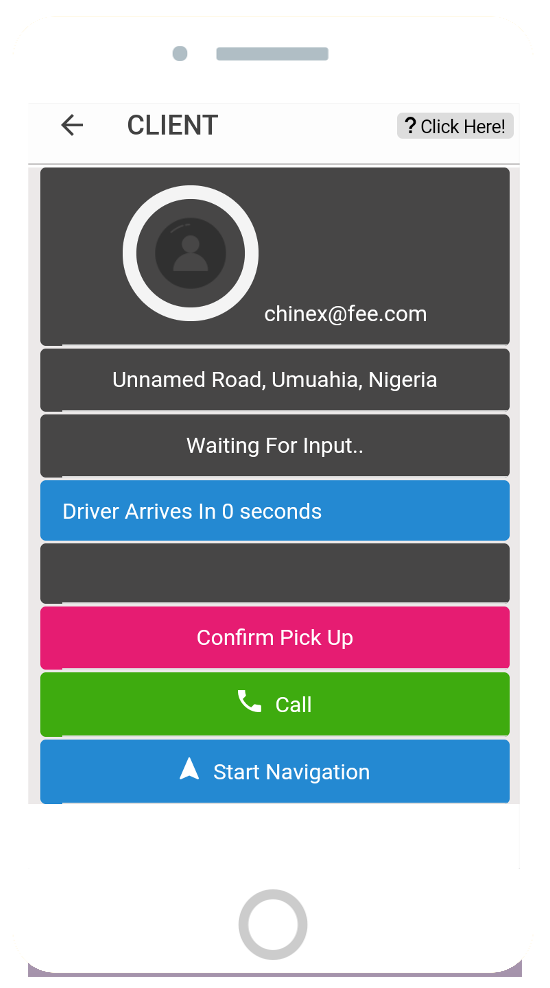 CLIENT
? Click Here!
chinex@fee.com
Unnamed Road, Umuahia, Nigeria
Waiting For Input..
Driver Arrives In 0 seconds
Confirm Pick Up
Call
Start Navigation